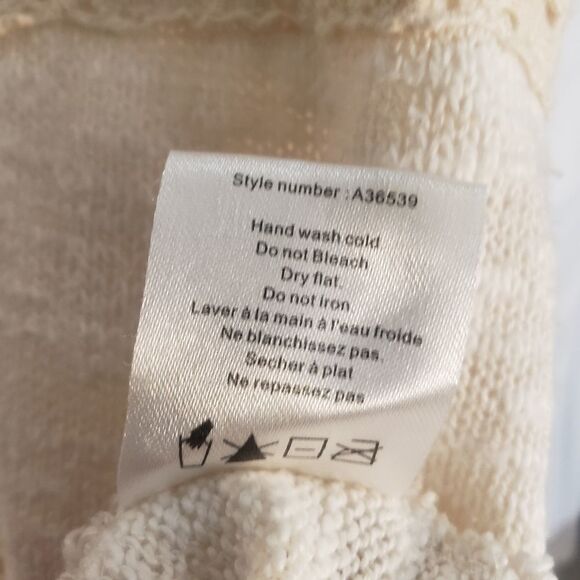 Style number : A36539
Hand wash cold
Do not Bleach
Dry flat.
Do not Iron
Laver à la main à l'eau froide
Ne blanchissez pas.
Secher à plat
Ne repassez pas